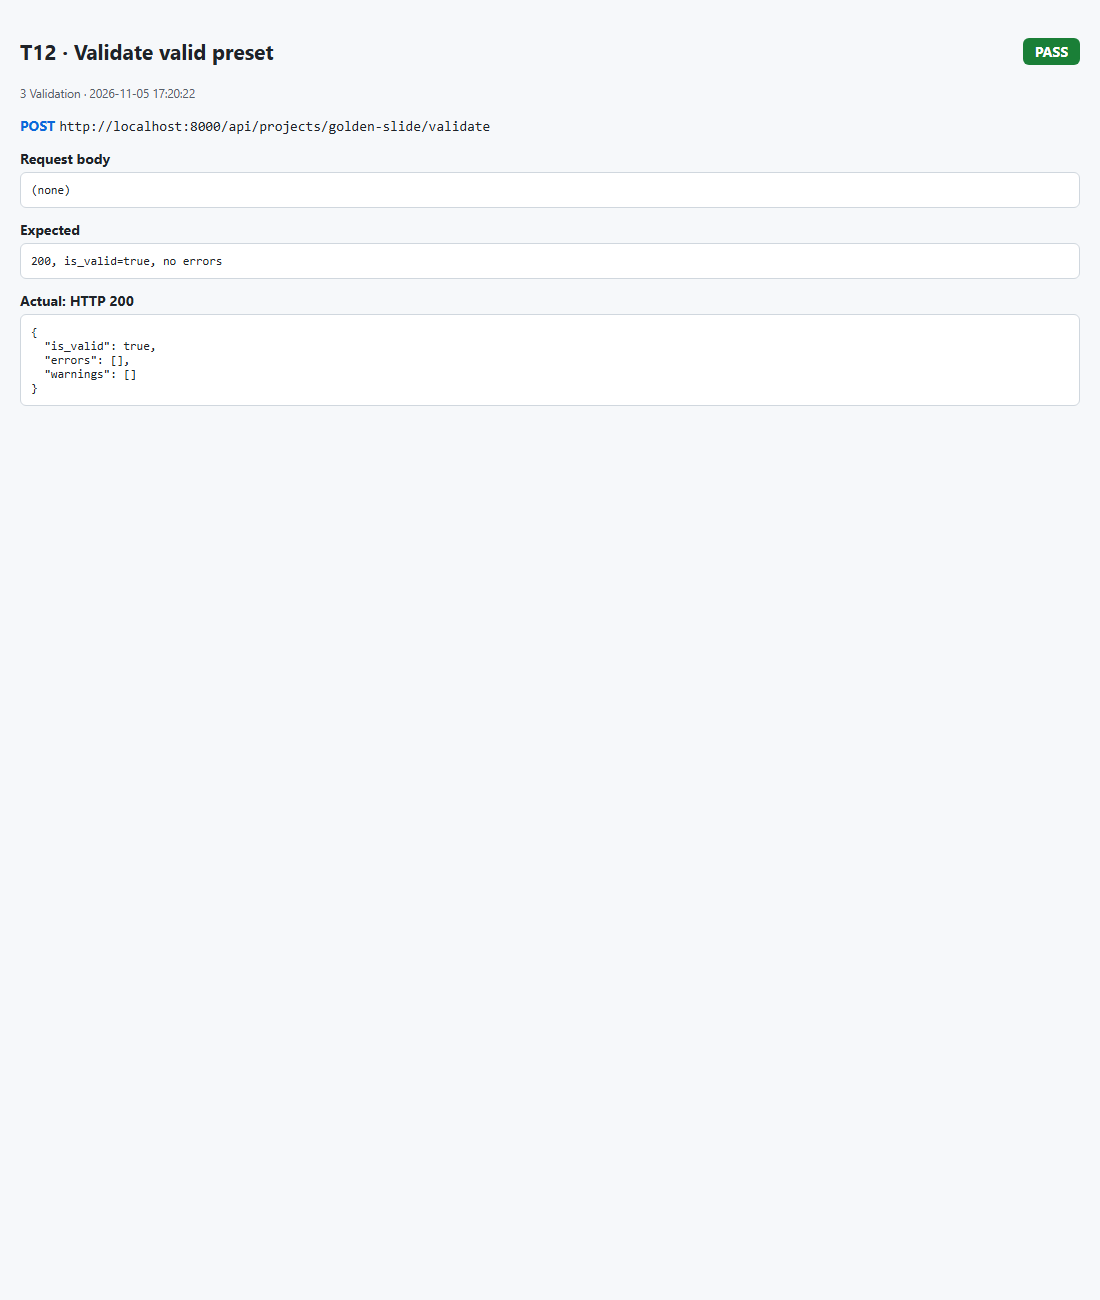 T12 · Validate valid preset
PASS
3 Validation · 2026-11-05 17:20:22
POST http://localhost:8000/api/projects/golden-slide/validate
Request body
(none)
Expected
200, is_valid=true, no errors
Actual: HTTP 200
{
  "is_valid": true,
  "errors": [],
  "warnings": []
}